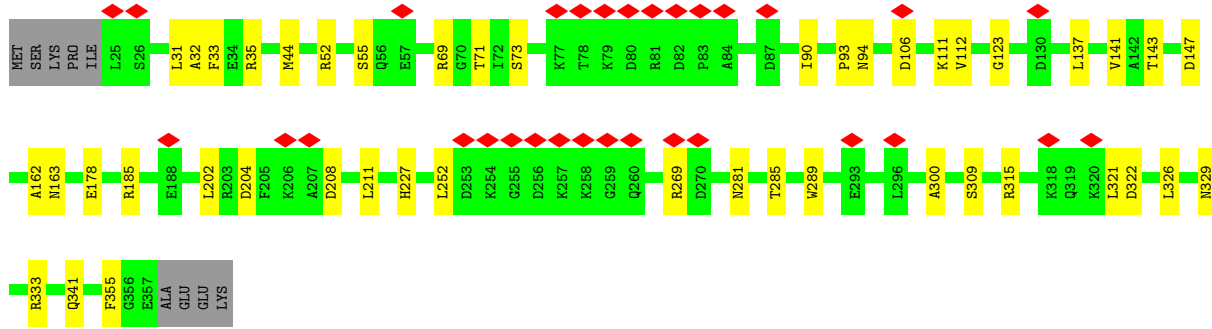 MET SER LYS PRO ILE L25 S26 L31 A32 F33 E34 R35 M44 R52 S55 Q56 E57 R69 G70 T71 I72 S73 K77 T78 K79 D80 R81 D82 P83 A84 D87 I90 P93 N94 D106 K111 V112 G123 D130 L137 V141 A142 T143 D147
A162 N163 E178 R185 E188 L202 R203 D204 F205 K206 A207 D208 L211 H227 L252 D253 K254 G255 D256 K257 K258 G259 Q260 R269 D270 N281 T285 W289 E293 L296 A300 S309 R315 K318 Q319 K320 L321 D322 L326 N329
R333 Q341 F355 G356 E357 ALA GLU GLU LYS